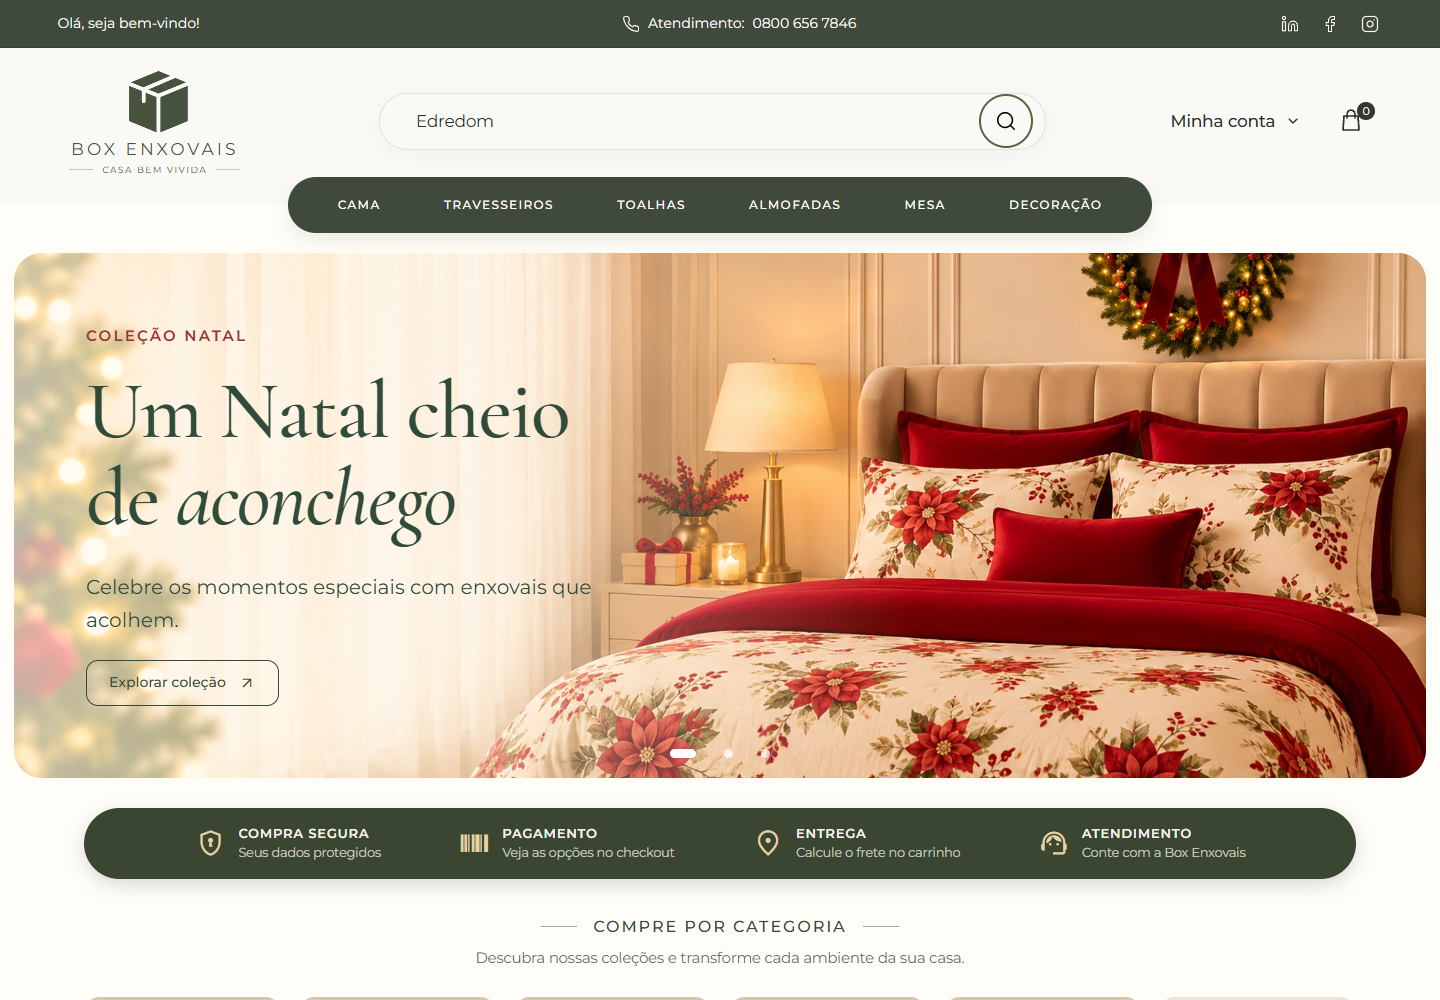 Olá, seja bem-vindo!
Atendimento: 0800 656 7846
BOX ENXOVAIS
CASA BEM VIVIDA
Edredom
Minha conta
0
CAMA TRAVESSEIROS TOALHAS ALMOFADAS MESA DECORAÇÃO
COLEÇÃO NATAL
Um Natal cheio
de aconchego
Celebre os momentos especiais com enxovais que
acolhem.
Explorar coleção
COMPRA SEGURA
Seus dados protegidos
PAGAMENTO
Veja as opções no checkout
ENTREGA
Calcule o frete no carrinho
ATENDIMENTO
Conte com a Box Enxovais
COMPRE POR CATEGORIA
Descubra nossas coleções e transforme cada ambiente da sua casa.